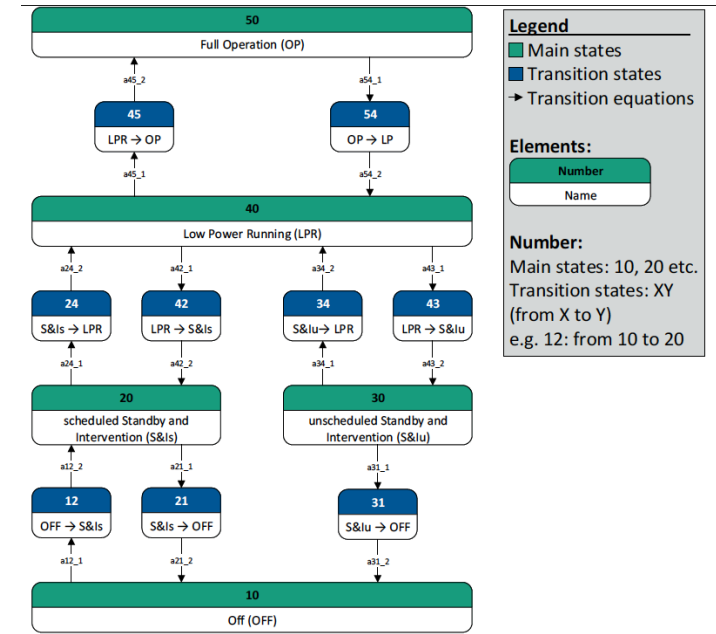 50
Full Operation (OP)
a45_2
a54_1
45
LPR → OP
54
OP → LP
a45_1
a54_2
40
Low Power Running (LPR)
a24_2
a42_1
a34_2
a43_1
24
S&Is → LPR
42
LPR → S&Is
34
S&Iu → LPR
43
LPR → S&Iu
a24_1
a42_2
a34_1
a43_2
20
scheduled Standby and
Intervention (S&Is)
30
unscheduled Standby and
Intervention (S&Iu)
a12_2
a21_1
a31_1
12
OFF → S&Is
21
S&Is → OFF
31
S&Iu → OFF
a12_1
a21_2
a31_2
10
Off (OFF)
Legend
Main states
Transition states
→ Transition equations
Elements:
Number
Name
Number:
Main states: 10, 20 etc.
Transition states: XY
(from X to Y)
e.g. 12: from 10 to 20